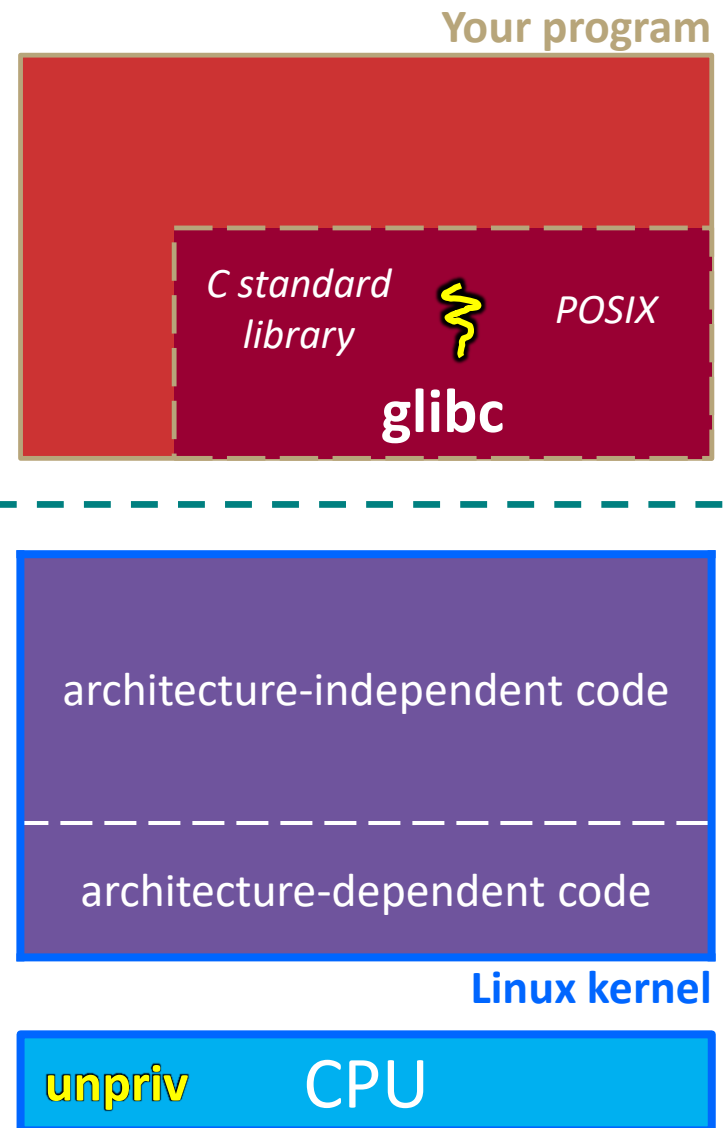 Your program
C standard
library
POSIX
glibc
architecture-independent code
architecture-dependent code
Linux kernel
unpriv
CPU